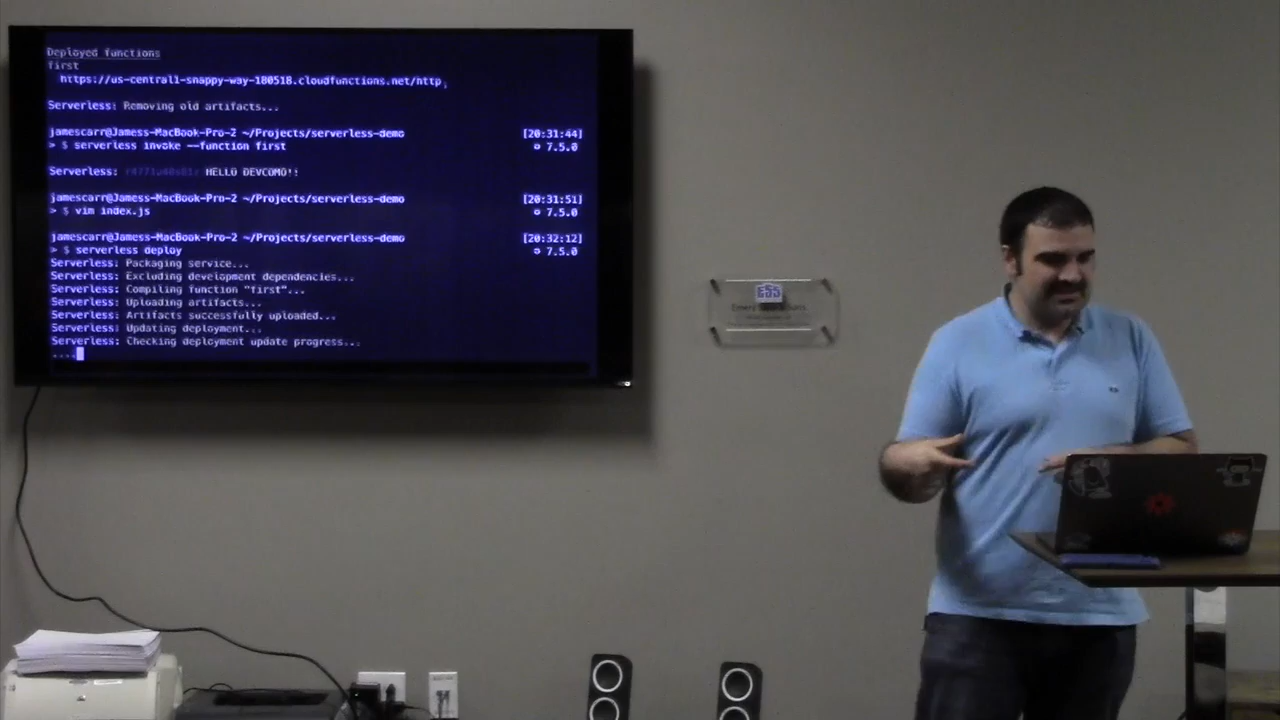 Deployed functions
first
https://us-central1-snappy-way-180518.cloudfunctions.net/http
Serverless: Removing old artifacts...
jamescarr@Jamess-MacBook-Pro-2 ~/Projects/serverless-demo [20:31:44]
> $ serverless invoke --function first 7.5.0
Serverless: HELLO DEVCOMO!!
jamescarr@Jamess-MacBook-Pro-2 ~/Projects/serverless-demo [20:31:51]
> $ vim index.js 7.5.0
jamescarr@Jamess-MacBook-Pro-2 ~/Projects/serverless-demo [20:32:12]
> $ serverless deploy 7.5.0
Serverless: Packaging service...
Serverless: Excluding development dependencies...
Serverless: Compiling function "first"...
Serverless: Uploading artifacts...
Serverless: Artifacts successfully uploaded...
Serverless: Updating deployment...
Serverless: Checking deployment update progress...
....
ESS